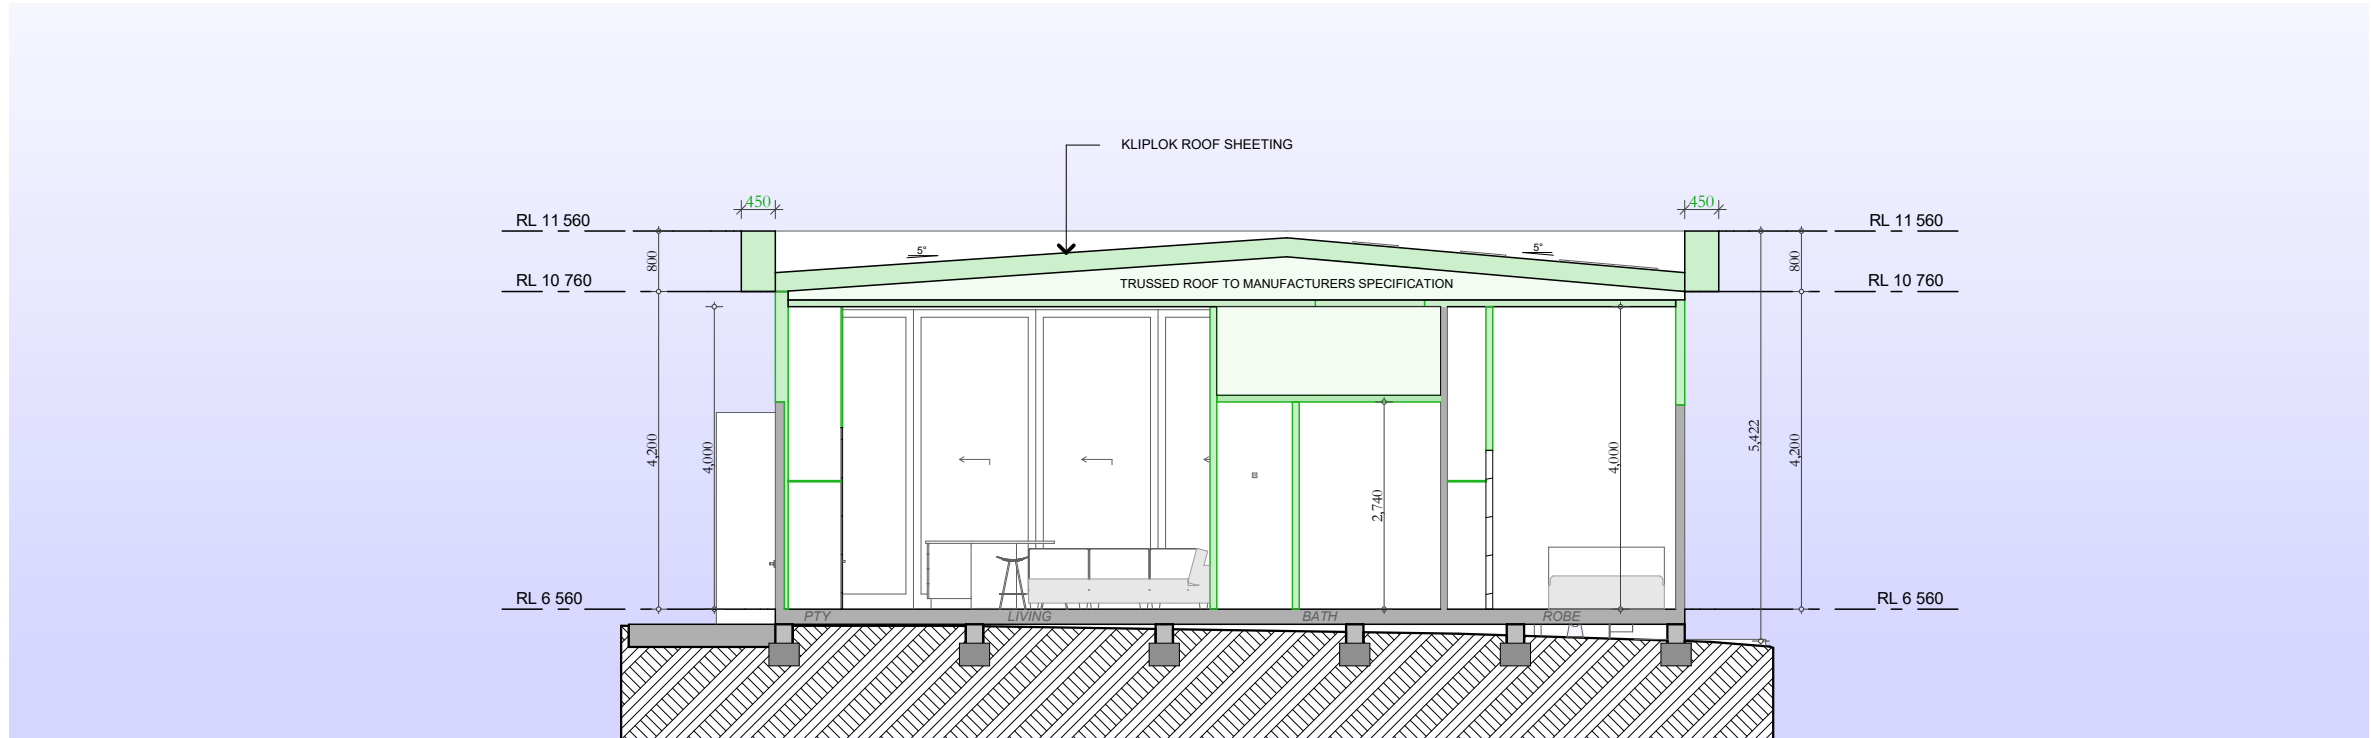 KLIPLOK ROOF SHEETING
450
450
RL 11 560
RL 11 560
5°
5°
800
800
RL 10 760
RL 10 760
TRUSSED ROOF TO MANUFACTURERS SPECIFICATION
4,200
4,000
2,740
4,000
5,422
4,200
RL 6 560
RL 6 560
PTY
LIVING
BATH
ROBE